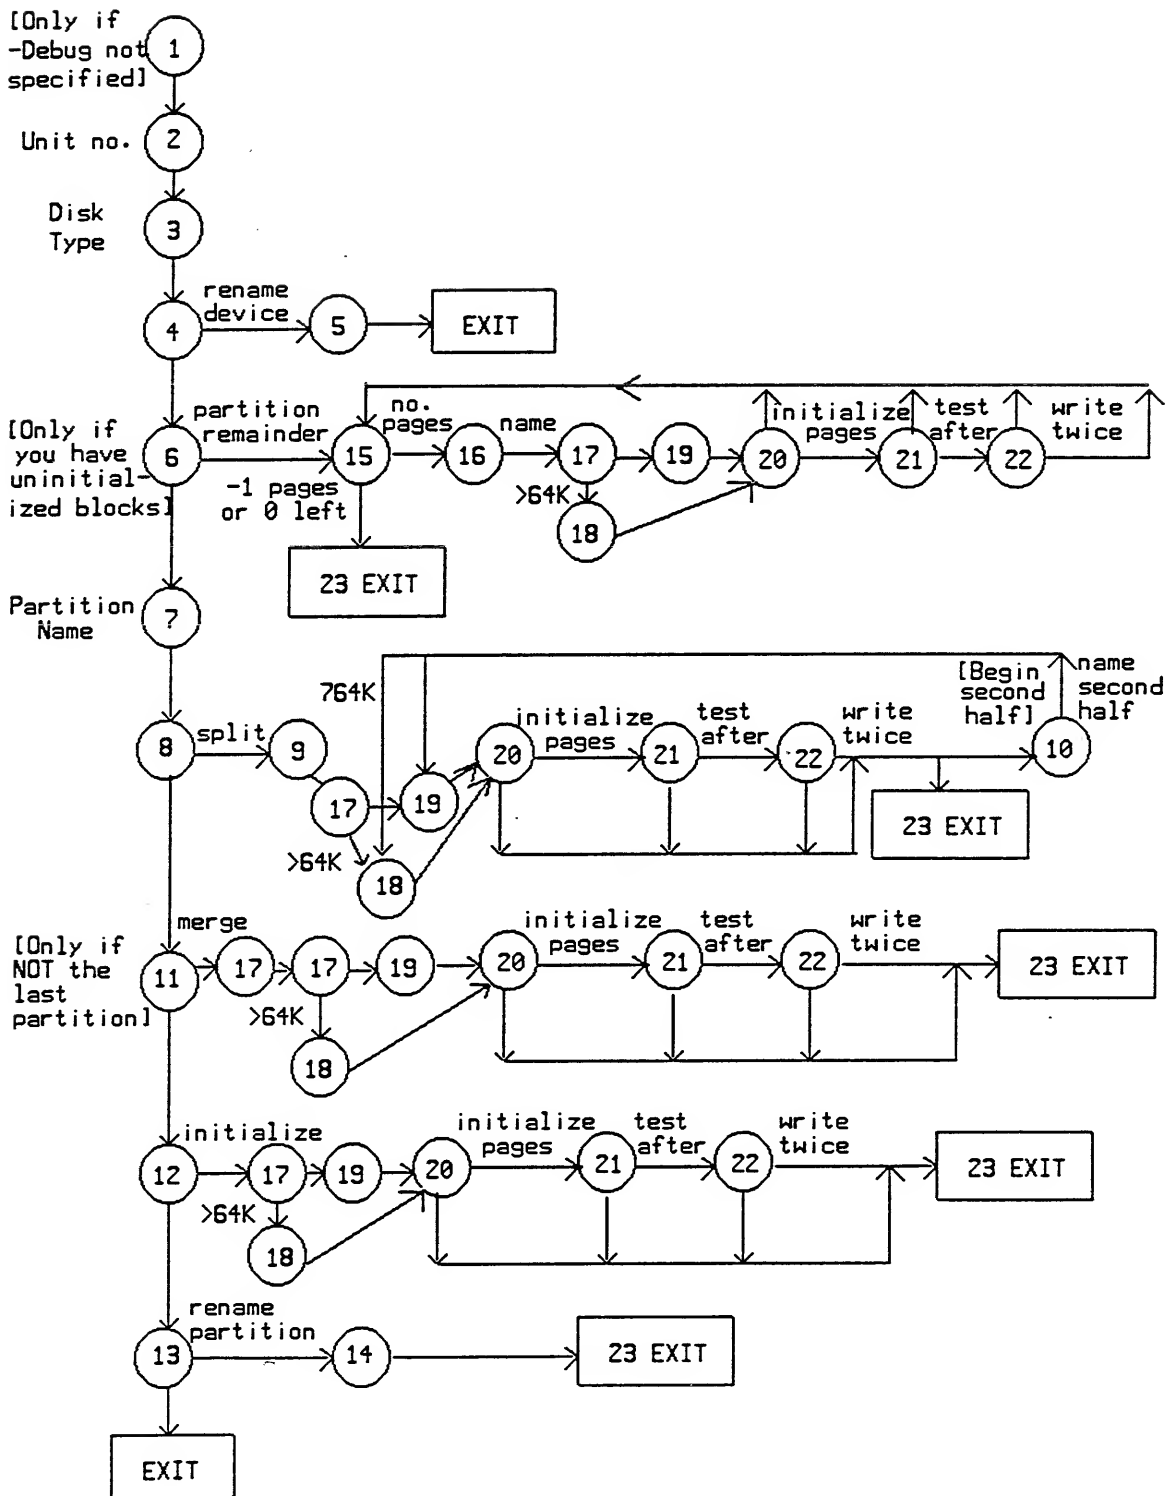 [Only if
-Debug not
specified]
1
Unit no.
2
Disk
Type
3
rename
device
4
5
EXIT
[Only if
you have
uninitial-
ized blocks]
6
partition
remainder
15
no.
pages
16
name
17
19
20
initialize
pages
21
test
after
22
write
twice
-1 pages
or 0 left
>64K
18
23 EXIT
Partition
Name
7
8
split
9
17
>64K
764K
18
19
20
initialize
pages
21
test
after
22
write
twice
23 EXIT
[Begin
second
half]
name
second
half
10
[Only if
NOT the
last
partition]
11
merge
17
17
19
>64K
18
20
initialize
pages
21
test
after
22
write
twice
23 EXIT
12
initialize
17
19
>64K
18
20
initialize
pages
21
test
after
22
write
twice
23 EXIT
13
rename
partition
14
23 EXIT
EXIT